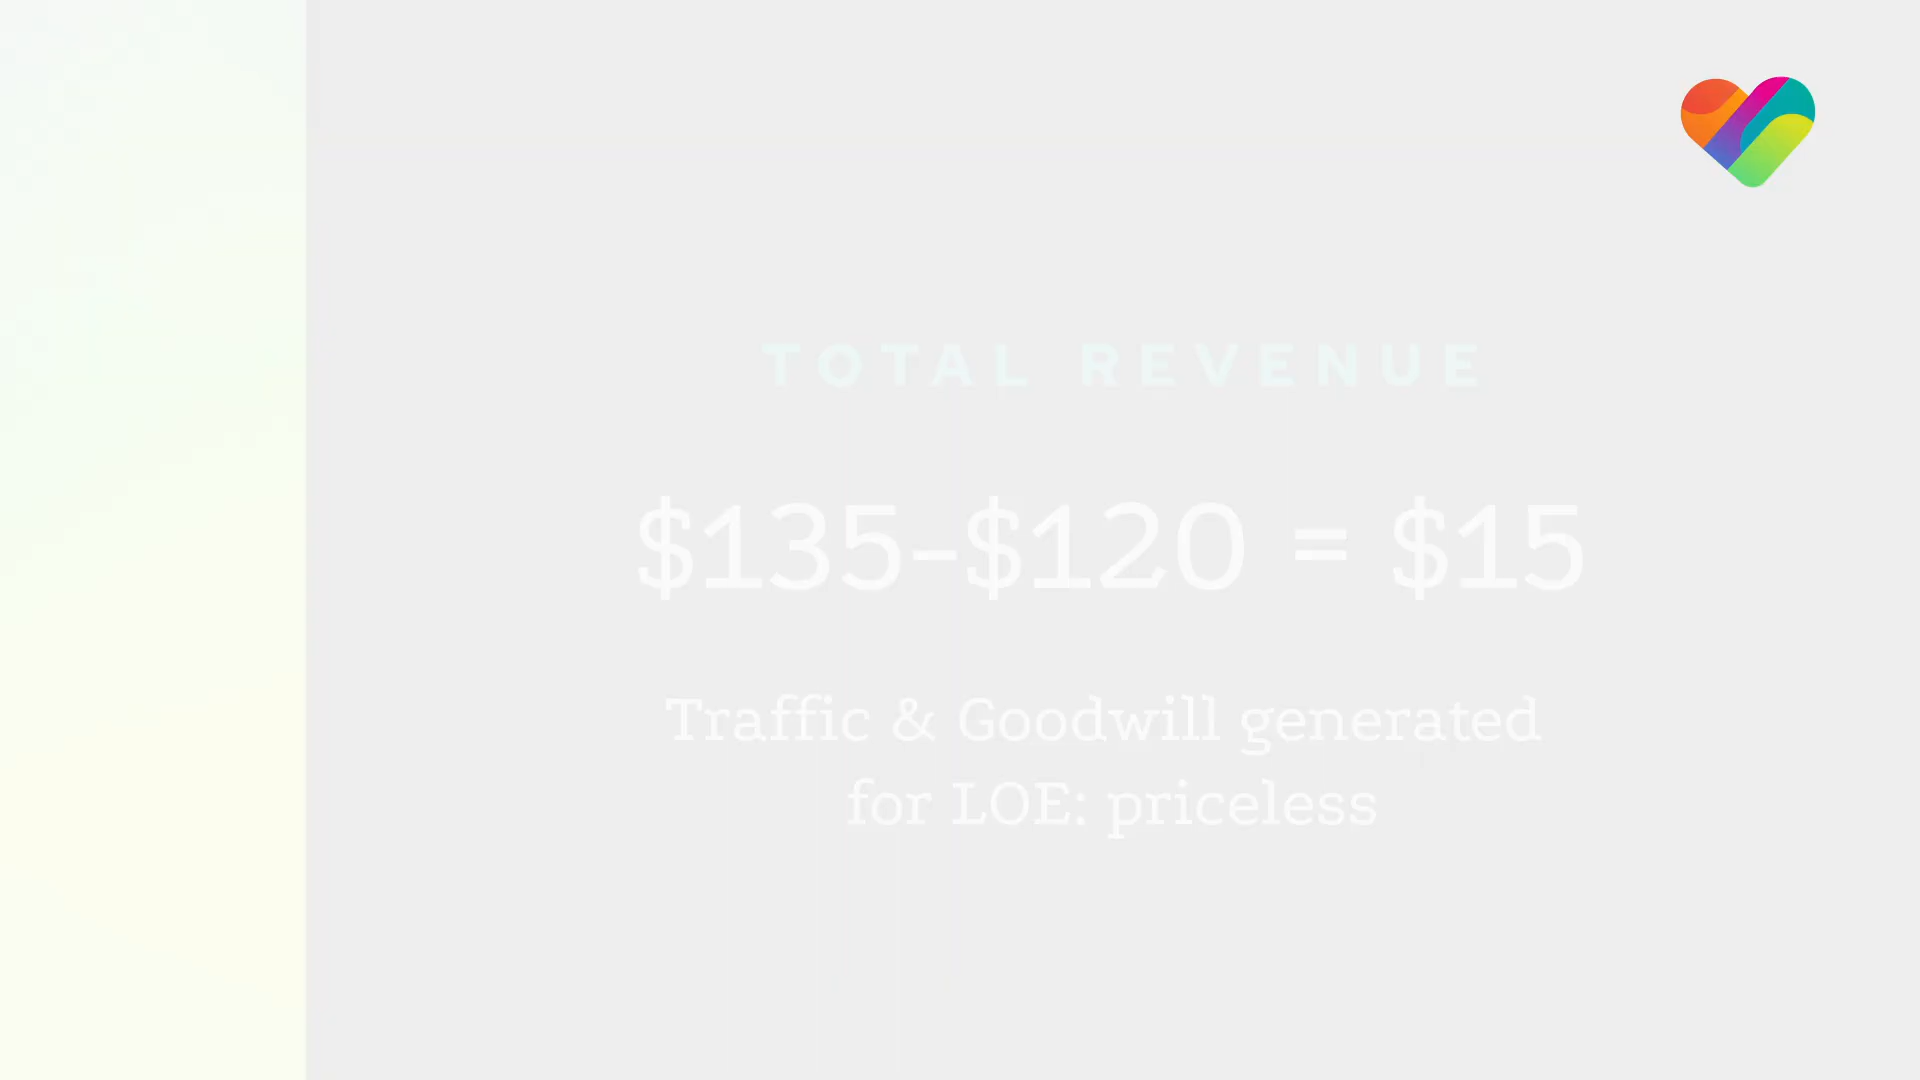 TOTAL REVENUE
$135-$120 = $15
Traffic & Goodwill generated
for LOE: priceless